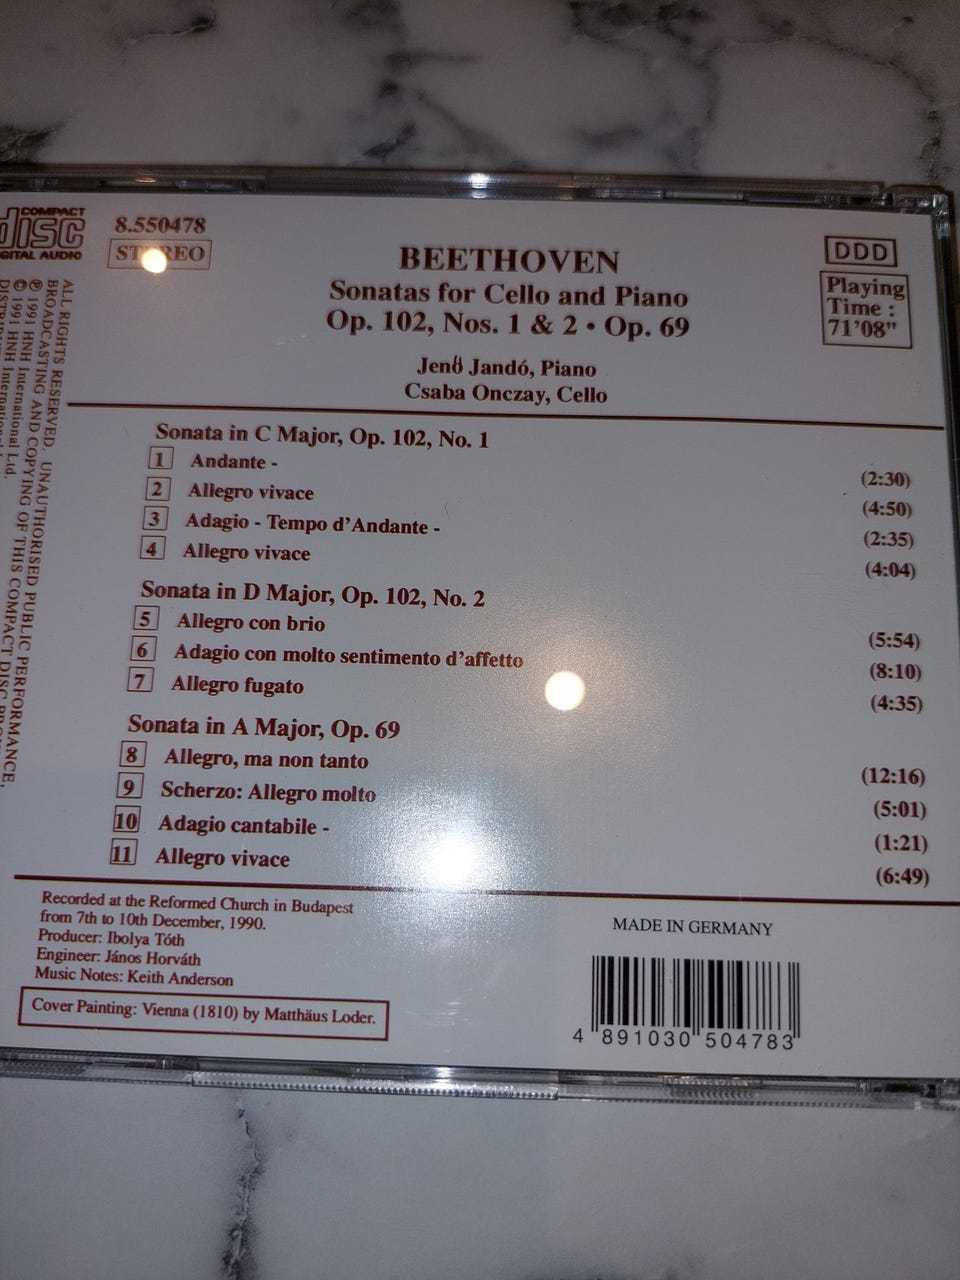 COMPACT
disc
DIGITAL AUDIO
8.550478
STEREO
BEETHOVEN
Sonatas for Cello and Piano
Op. 102, Nos. 1 & 2 • Op. 69
Jenő Jandó, Piano
Csaba Onczay, Cello
DDD
Playing
Time :
71'08"
Sonata in C Major, Op. 102, No. 1
1 Andante - (2:30)
2 Allegro vivace (4:50)
3 Adagio - Tempo d'Andante - (2:35)
4 Allegro vivace (4:04)
Sonata in D Major, Op. 102, No. 2
5 Allegro con brio (5:54)
6 Adagio con molto sentimento d'affetto (8:10)
7 Allegro fugato (4:35)
Sonata in A Major, Op. 69
8 Allegro, ma non tanto (12:16)
9 Scherzo: Allegro molto (5:01)
10 Adagio cantabile - (1:21)
11 Allegro vivace (6:49)
Recorded at the Reformed Church in Budapest
from 7th to 10th December, 1990.
Producer: Ibolya Tóth
Engineer: János Horváth
Music Notes: Keith Anderson
Cover Painting: Vienna (1810) by Matthäus Loder.
MADE IN GERMANY
4 891030 504783
ALL RIGHTS RESERVED. UNAUTHORISED PUBLIC PERFORMANCE,
BROADCASTING AND COPYING OF THIS COMPACT DISC
℗ 1991 HNH International Ltd.
© 1991 HNH International Ltd.